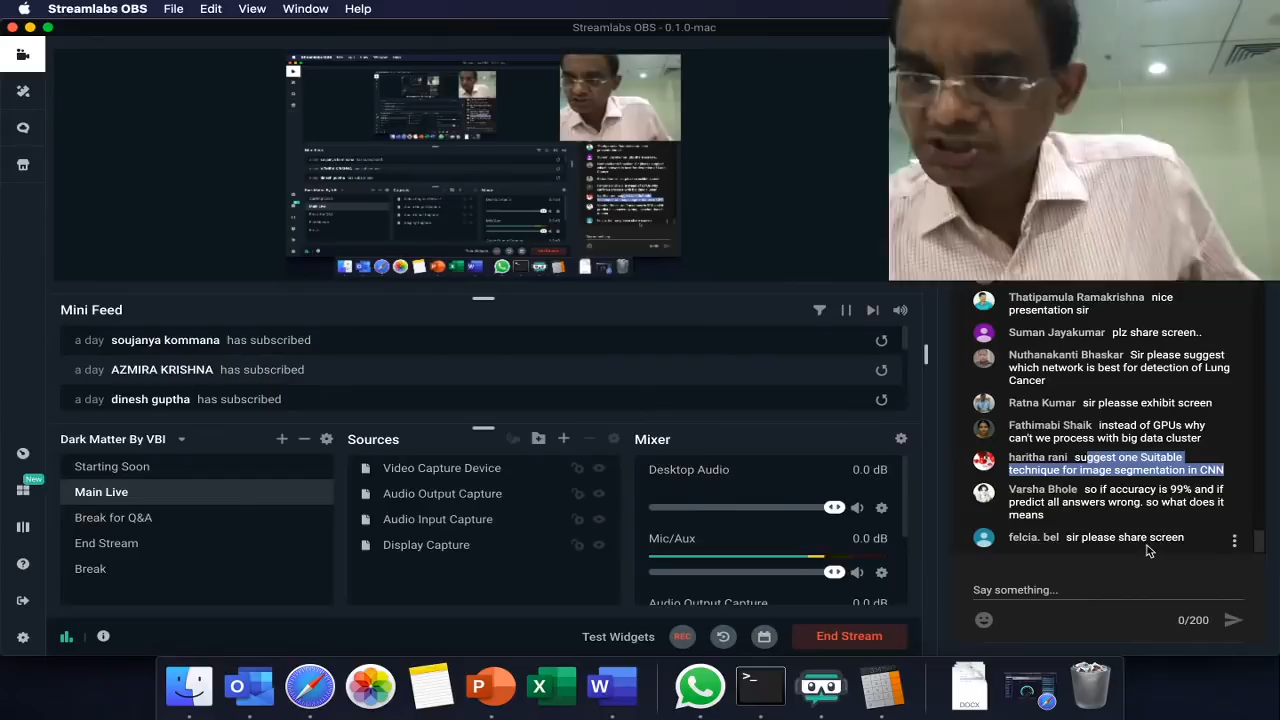 Streamlabs OBS File Edit View Window Help
Streamlabs OBS - 0.1.0-mac
Mini Feed
a day soujanya kommana has subscribed
a day AZMIRA KRISHNA has subscribed
a day dinesh guptha has subscribed
Dark Matter By VBI
Starting Soon
Main Live
Break for Q&A
End Stream
Break
Sources
Video Capture Device
Audio Output Capture
Audio Input Capture
Display Capture
Mixer
Desktop Audio 0.0 dB
Mic/Aux 0.0 dB
Audio Output Capture 0.0 dB
New
Test Widgets REC End Stream
Thatipamula Ramakrishna nice
presentation sir
Suman Jayakumar plz share screen..
Nuthanakanti Bhaskar Sir please suggest
which network is best for detection of Lung
Cancer
Ratna Kumar sir pleasse exhibit screen
Fathimabi Shaik instead of GPUs why
can't we process with big data cluster
haritha rani suggest one Suitable
technique for image segmentation in CNN
Varsha Bhole so if accuracy is 99% and if
predict all answers wrong. so what does it
means
felcia. bel sir please share screen
Say something...
0/200
DOCX